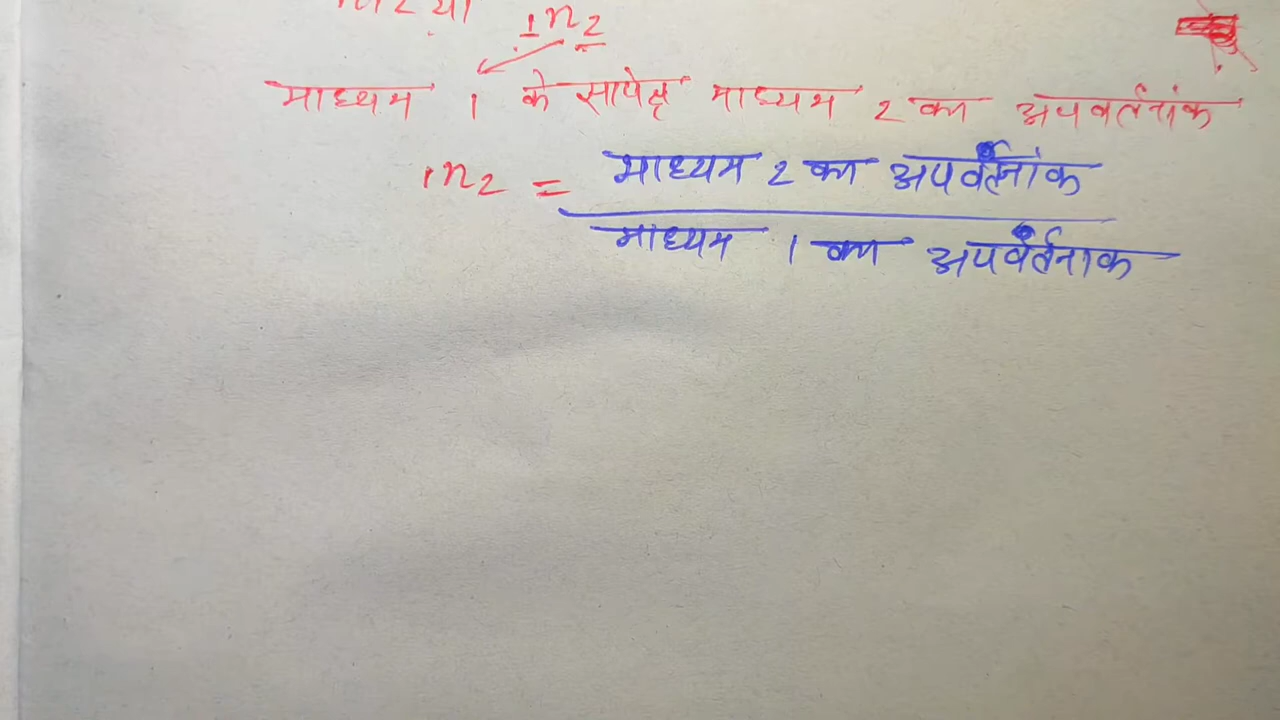 1n2
माध्यम 1 के सापेक्ष माध्यम 2 का अपवर्तनांक
1n2 = माध्यम 2 का अपवर्तनांक
माध्यम 1 का अपवर्तनाक